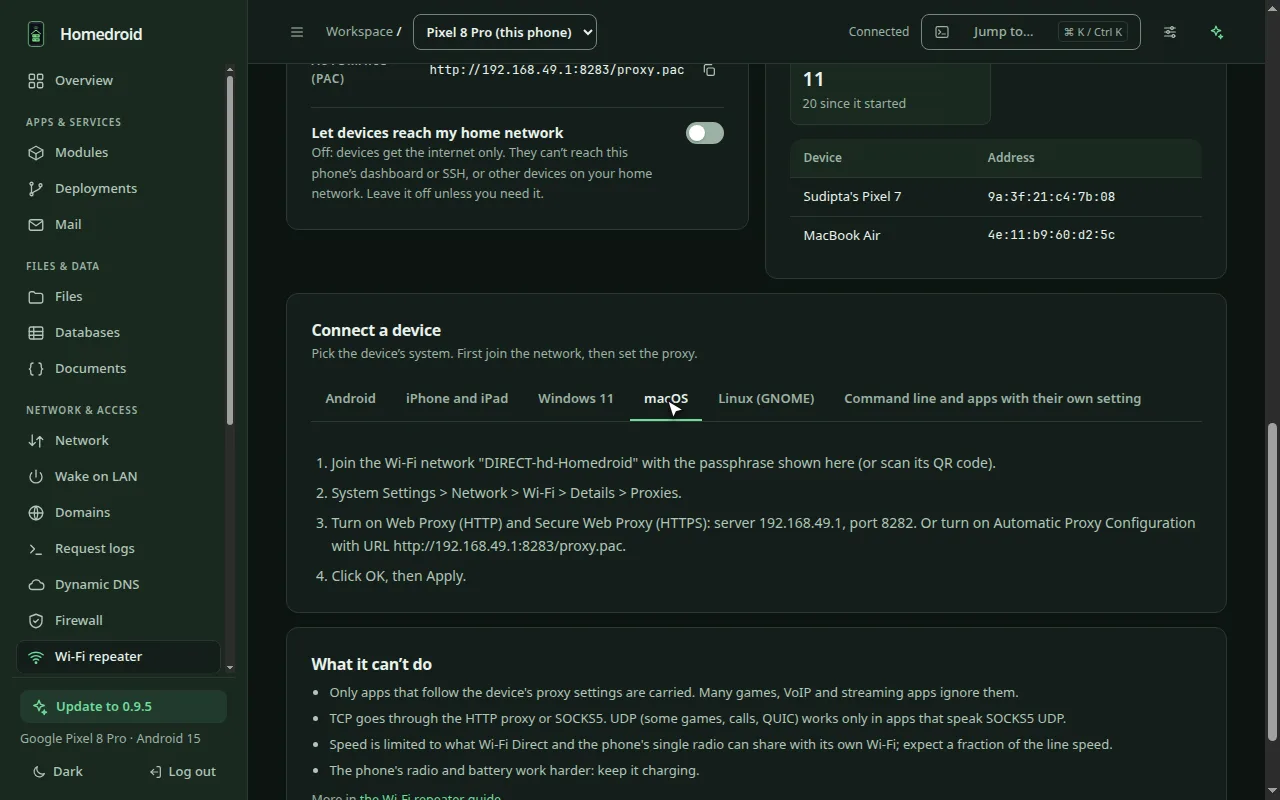 Homedroid
Overview
APPS & SERVICES
Modules
Deployments
Mail
FILES & DATA
Files
Databases
Documents
NETWORK & ACCESS
Network
Wake on LAN
Domains
Request logs
Dynamic DNS
Firewall
Wi-Fi repeater
Update to 0.9.5
Google Pixel 8 Pro · Android 15
Dark
Log out
Workspace / Pixel 8 Pro (this phone)
Connected
Jump to...
⌘ K / Ctrl K
(PAC)
http://192.168.49.1:8283/proxy.pac
Let devices reach my home network
Off: devices get the internet only. They can’t reach this
phone’s dashboard or SSH, or other devices on your home
network. Leave it off unless you need it.
11
20 since it started
Device Address
Sudipta's Pixel 7 9a:3f:21:c4:7b:08
MacBook Air 4e:11:b9:60:d2:5c
Connect a device
Pick the device’s system. First join the network, then set the proxy.
Android iPhone and iPad Windows 11 macOS Linux (GNOME) Command line and apps with their own setting
1. Join the Wi-Fi network "DIRECT-hd-Homedroid" with the passphrase shown here (or scan its QR code).
2. System Settings > Network > Wi-Fi > Details > Proxies.
3. Turn on Web Proxy (HTTP) and Secure Web Proxy (HTTPS): server 192.168.49.1, port 8282. Or turn on Automatic Proxy Configuration
with URL http://192.168.49.1:8283/proxy.pac.
4. Click OK, then Apply.
What it can’t do
• Only apps that follow the device's proxy settings are carried. Many games, VoIP and streaming apps ignore them.
• TCP goes through the HTTP proxy or SOCKS5. UDP (some games, calls, QUIC) works only in apps that speak SOCKS5 UDP.
• Speed is limited to what Wi-Fi Direct and the phone's single radio can share with its own Wi-Fi; expect a fraction of the line speed.
• The phone's radio and battery work harder: keep it charging.
More in the Wi-Fi repeater guide